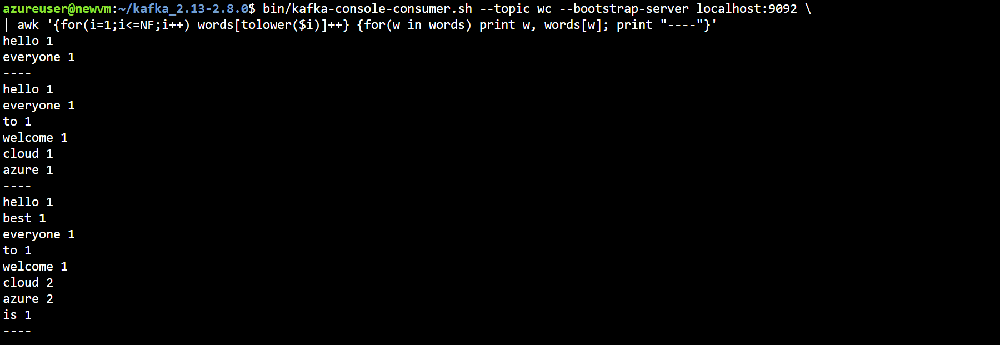 azureuser@newvm:~/kafka_2.13-2.8.0$ bin/kafka-console-consumer.sh --topic wc --bootstrap-server localhost:9092 \
| awk '{for(i=1;i<=NF;i++) words[tolower($i)]++} {for(w in words) print w, words[w]; print "----"}'
hello 1
everyone 1
----
hello 1
everyone 1
to 1
welcome 1
cloud 1
azure 1
----
hello 1
best 1
everyone 1
to 1
welcome 1
cloud 2
azure 2
is 1
----